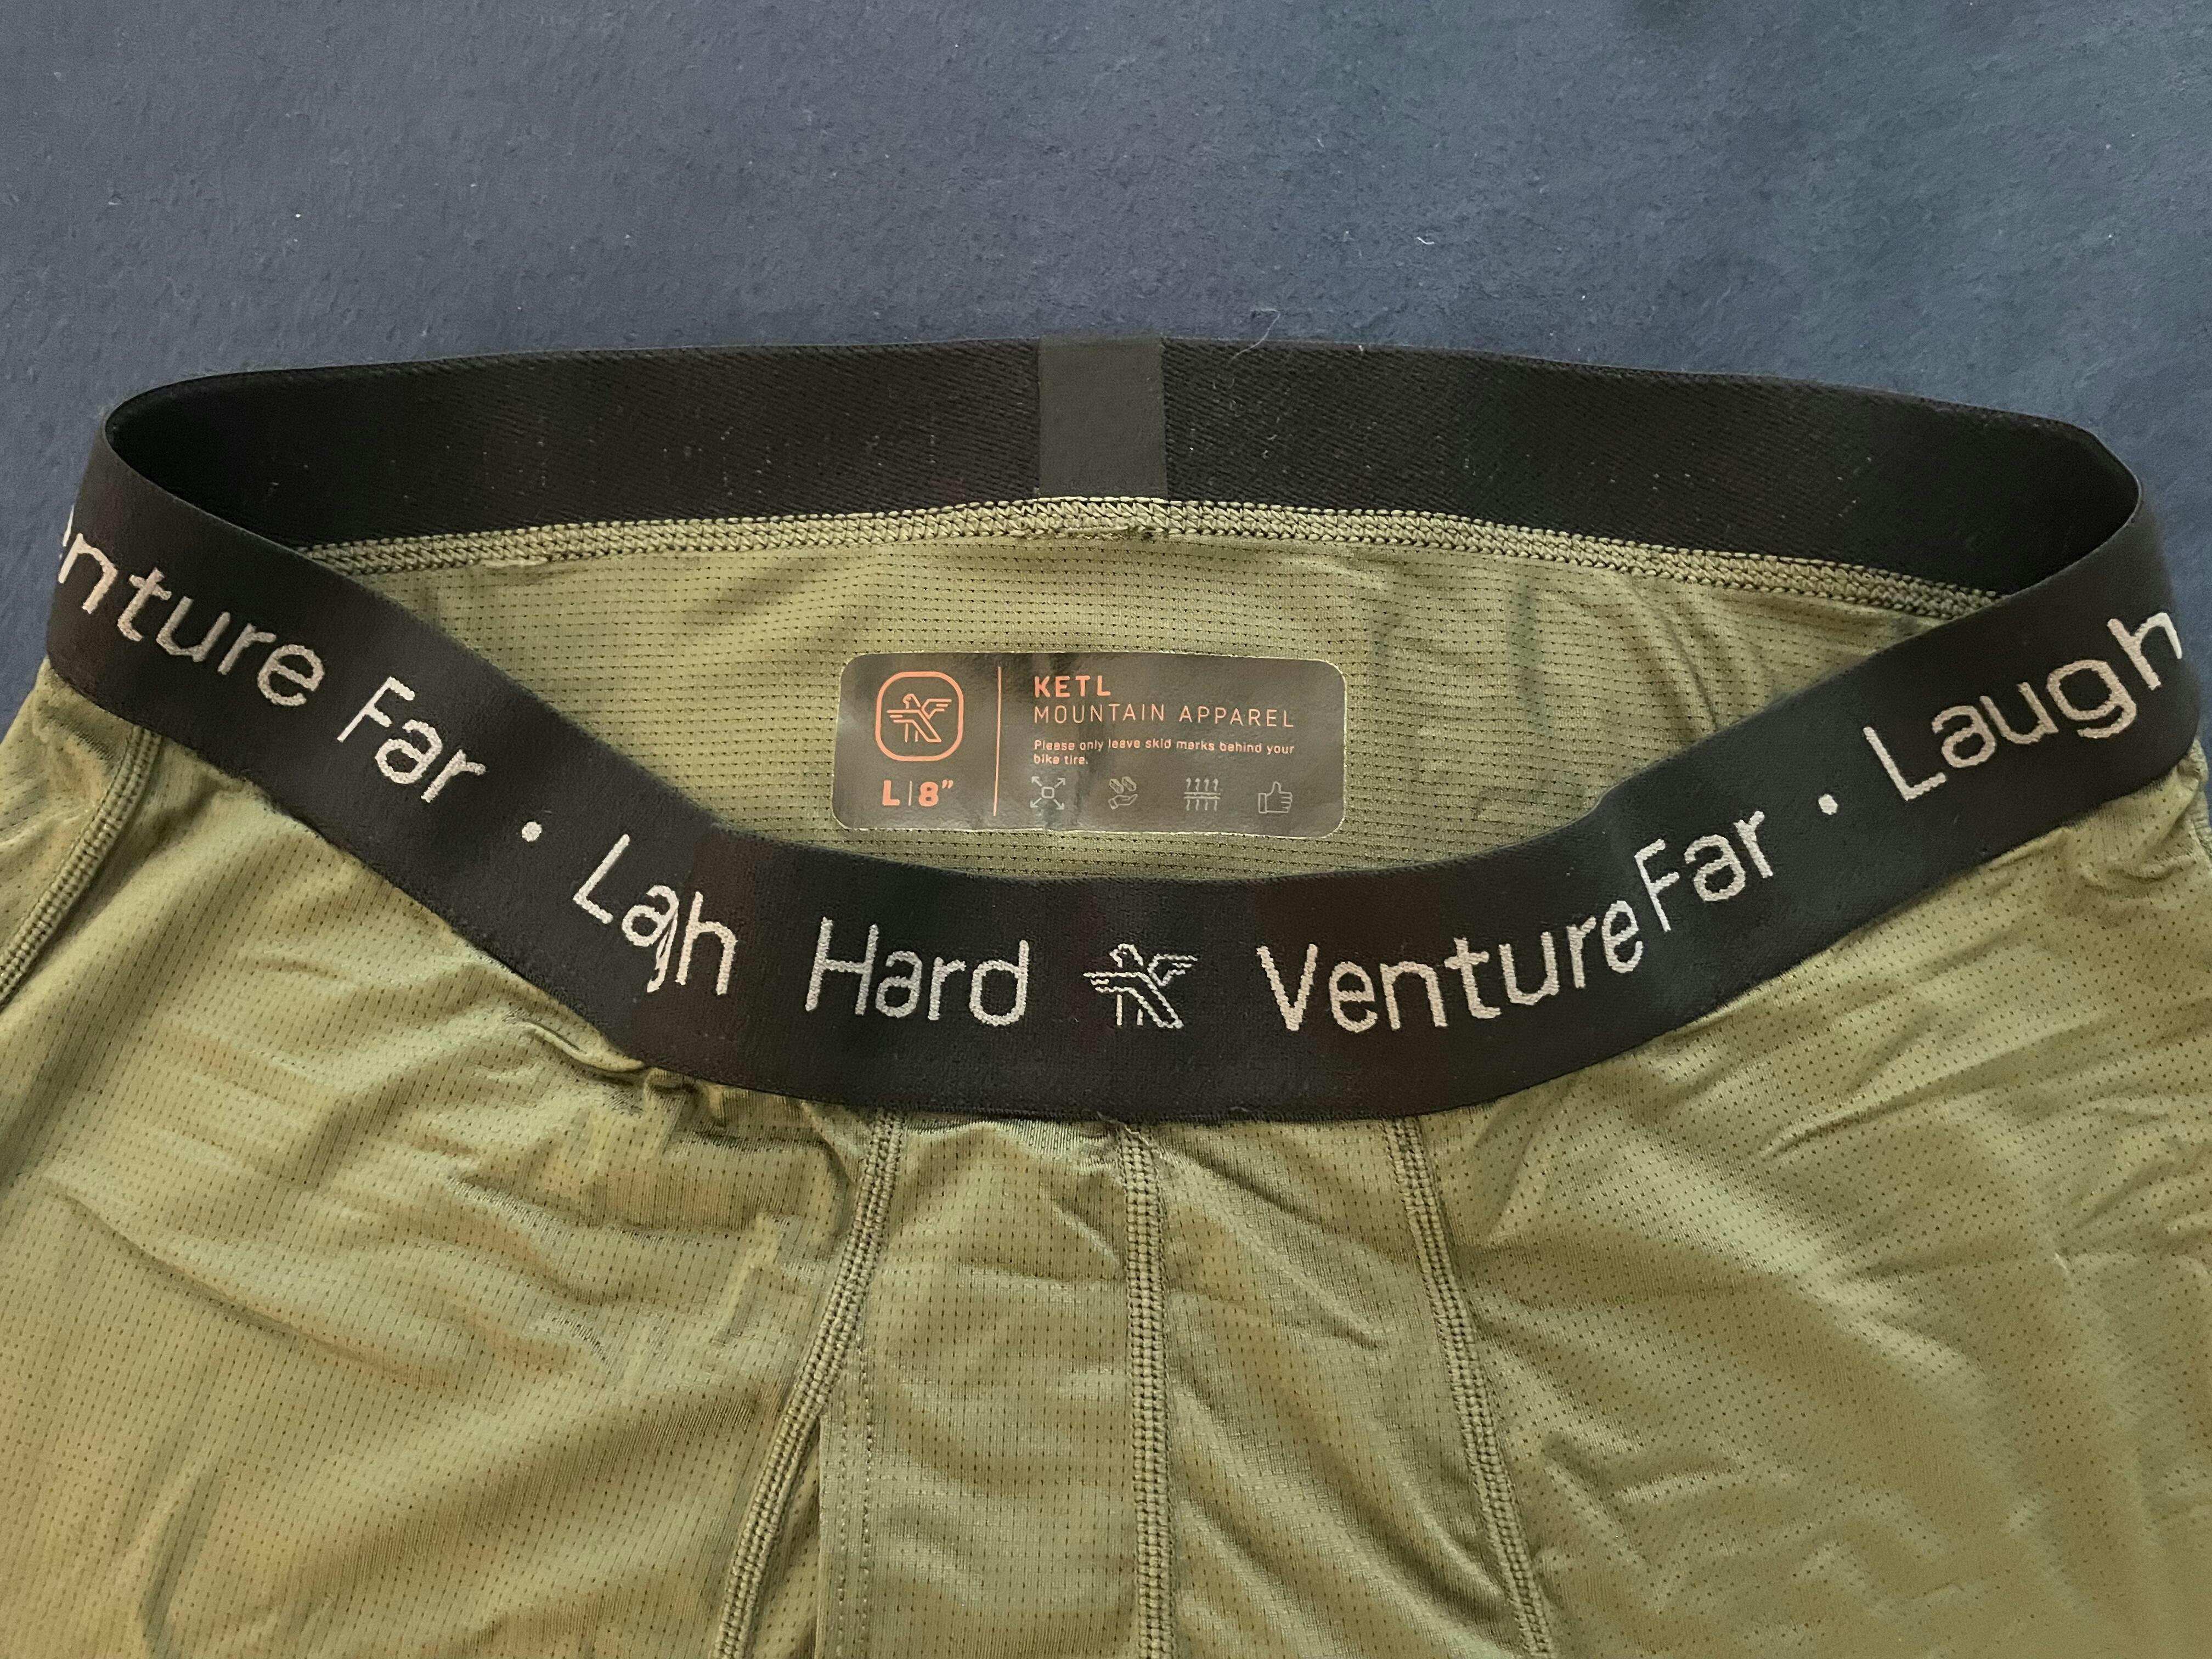 KETL
MOUNTAIN APPAREL
Please only leave skid marks behind your
bike tire.
L|8"
enture Far • Lagh Hard Venture Far • Laugh